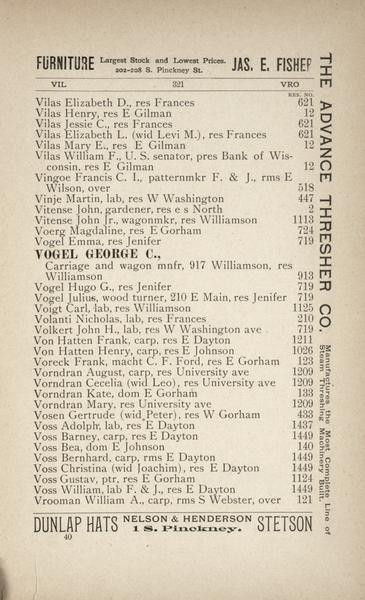 FURNITURE Largest Stock and Lowest Prices. 202-208 S. Pinckney St. JAS. E. FISHER
VIL 321 VRO
RES. NO.
Vilas Elizabeth D., res Frances 621
Vilas Henry, res E Gilman 12
Vilas Jessie C., res Frances 621
Vilas Elizabeth L. (wid Levi M.), res Frances 621
Vilas Mary E., res E Gilman 12
Vilas William F., U. S. senator, pres Bank of Wis-
consin, res E Gilman 12
Vingoe Francis C. I., patternmkr F. & J., rms E
Wilson, over 518
Vinje Martin, lab, res W Washington 447
Vitense John, gardener, res e s North 2
Vitense John Jr., wagonmkr, res Williamson 1113
Voerg Magdaline, res E Gorham 724
Vogel Emma, res Jenifer 719
VOGEL GEORGE C.,
Carriage and wagon mnfr, 917 Williamson, res
Williamson 913
Vogel Hugo G., res Jenifer 719
Vogel Julius, wood turner, 210 E Main, res Jenifer 719
Voigt Carl, lab, res Williamson 1125
Volanti Nicholas, lab, res Frances 210
Volkert John H., lab, res W Washington ave 719
Von Hatten Frank, carp, res E Dayton 1211
Von Hatten Henry, carp, res E Johnson 1026
Voreck Frank, macht C. F. Ford, res E Gorham 123
Vorndran August, carp, res University ave 1209
Vorndran Cecelia (wid Leo), res University ave 1209
Vorndran Kate, dom E Gorham 133
Vorndran Mary, res University ave 1209
Vosen Gertrude (wid Peter), res W Gorham 433
Voss Adolph, lab, res E Dayton 1437
Voss Barney, carp, res E Dayton 1449
Voss Bea, dom E Johnson 140
Voss Bernhard, carp, rms E Dayton 1449
Voss Christina (wid Joachim), res E Dayton 1449
Voss Gustav, ptr, res E Gorham 1124
Voss William, lab F. & J., res E Dayton 1449
Vrooman William A., carp, rms S Webster, over 121
DUNLAP HATS NELSON & HENDERSON 1 S. Pinckney. STETSON
40
THE ADVANCE THRESHER CO.
Manufactures the Most Complete Line of
Steam Threshing Machinery Built.